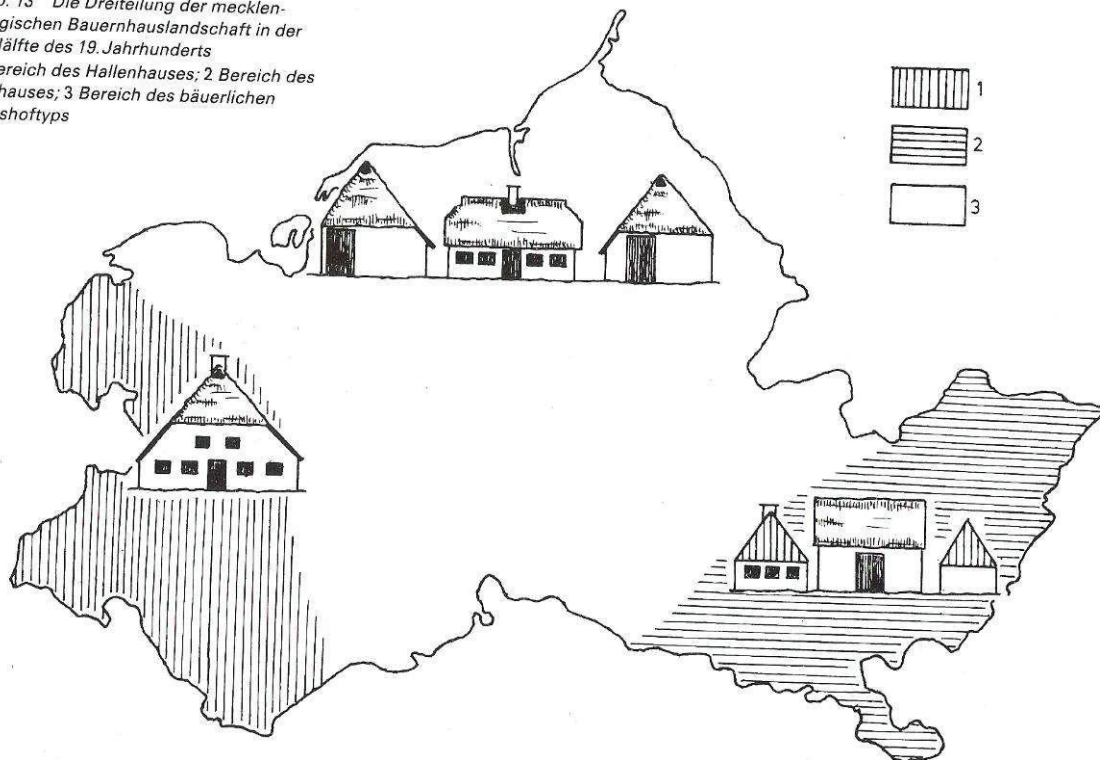 13 Die Dreiteilung der mecklen-
gischen Bauernhauslandschaft in der
Hälfte des 19. Jahrhunderts
ereich des Hallenhauses; 2 Bereich des
hauses; 3 Bereich des bäuerlichen
shoftyps
1
2
3